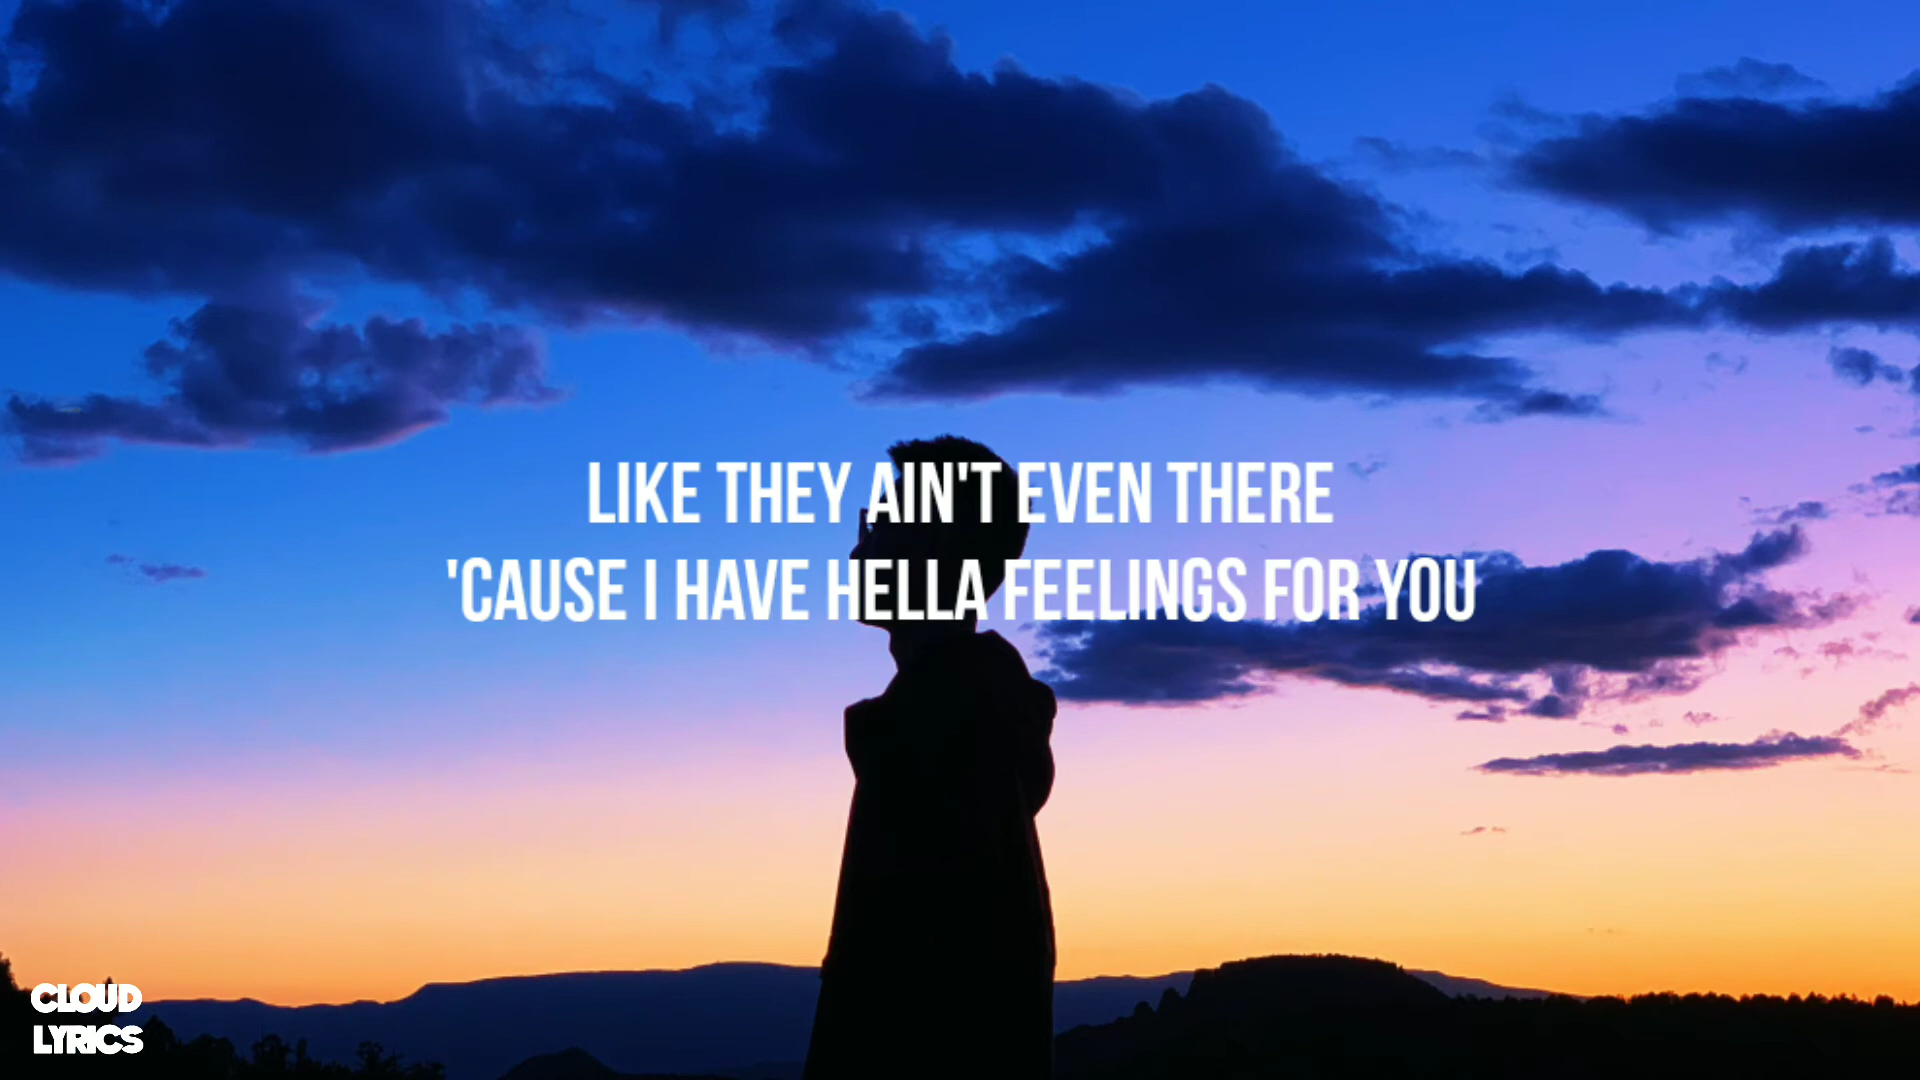 LIKE THEY AIN'T EVEN THERE
'CAUSE I HAVE HELLA FEELINGS FOR YOU
CLOUD
LYRICS